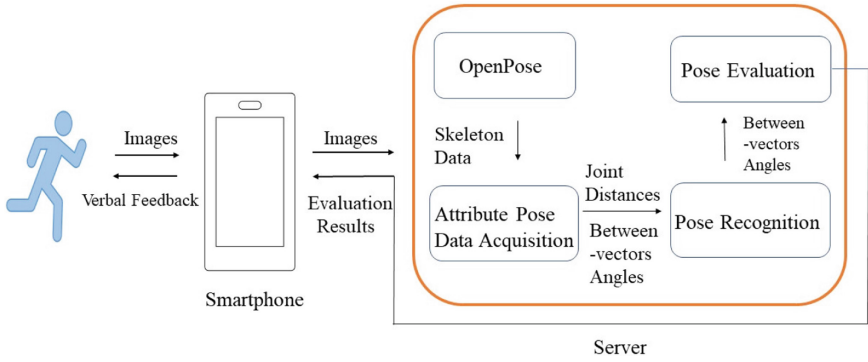 Images
Verbal Feedback
Smartphone
Images
Evaluation
Results
OpenPose
Skeleton
Data
Attribute Pose
Data Acquisition
Joint
Distances
Between
-vectors
Angles
Pose Recognition
Between
-vectors
Angles
Pose Evaluation
Server